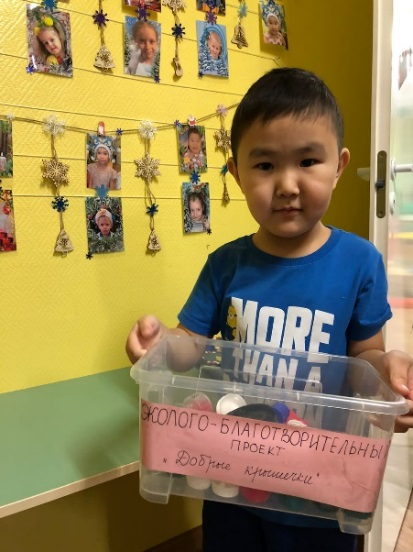 MORE
THAN A
ЭКОЛОГО-БЛАГОТВОРИТЕЛЬНЫ
ПРОЕКТ
"Добрые крышечки"